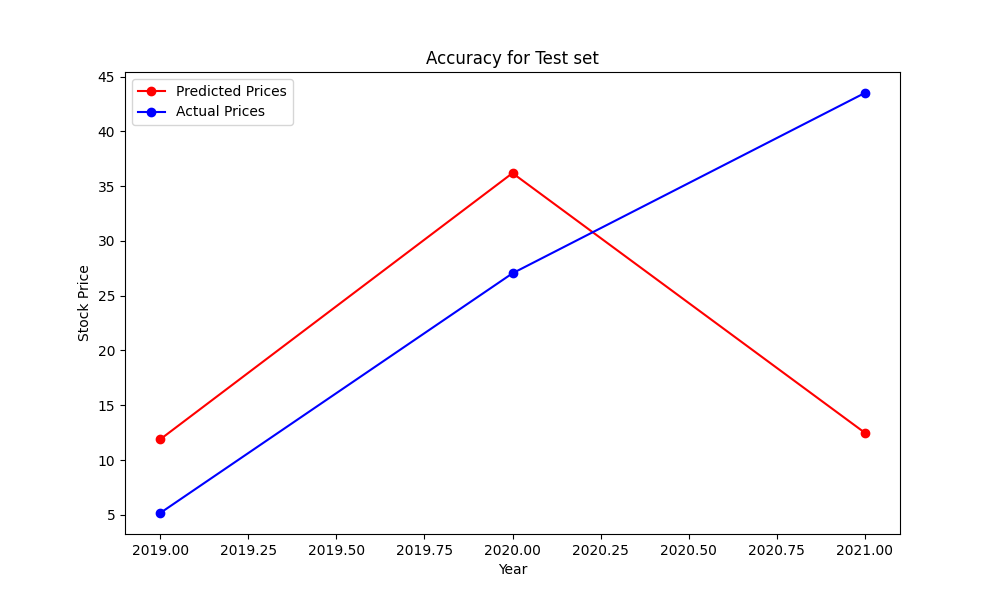 Accuracy for Test set
Predicted Prices
Actual Prices
Stock Price
45
40
35
30
25
20
15
10
5
2019.00 2019.25 2019.50 2019.75 2020.00 2020.25 2020.50 2020.75 2021.00
Year